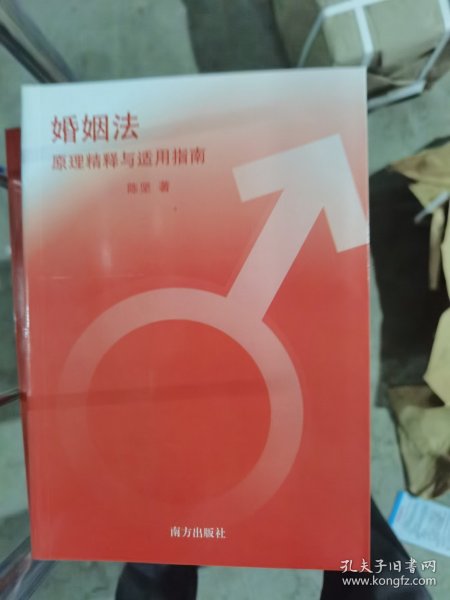 婚姻法
原理精释与适用指南
陈坚 著
南方出版社
孔夫子旧书网
www.kongfz.com